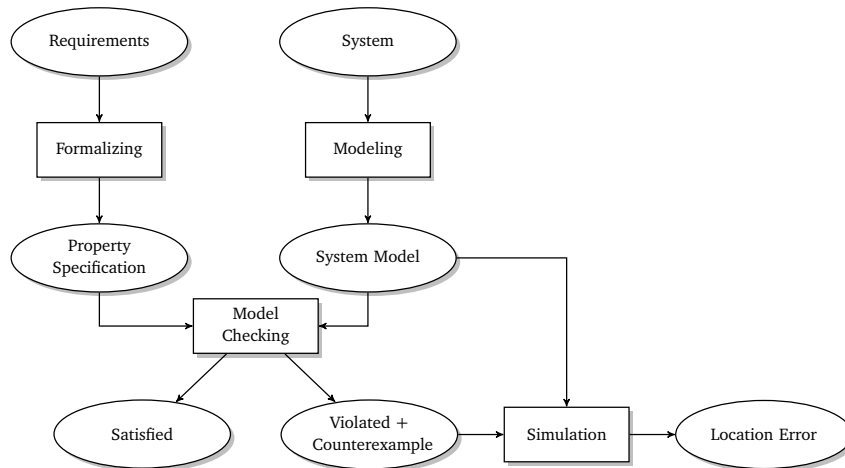 Requirements
System
Formalizing
Modeling
Property
Specification
System Model
Model
Checking
Satisfied
Violated +
Counterexample
Simulation
Location Error